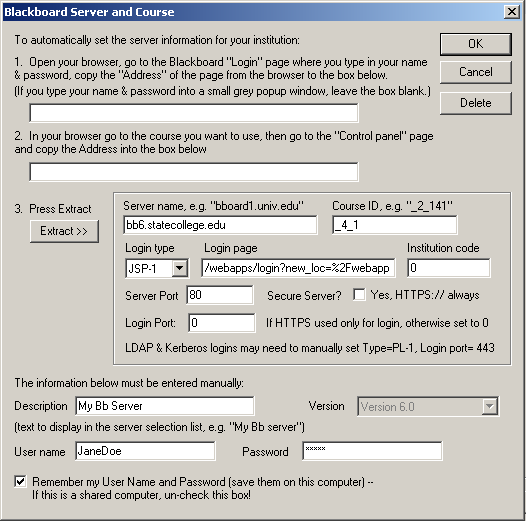 Blackboard Server and Course
To automatically set the server information for your institution:
OK
1. Open your browser, go to the Blackboard "Login" page where you type in your name
& password, copy the "Address" of the page from the browser to the box below.
Cancel
(If you type your name & password into a small grey popup window, leave the box blank.)
Delete
2. In your browser go to the course you want to use, then go to the "Control panel" page
and copy the Address into the box below
3. Press Extract
Extract >>
Server name, e.g. "bboard1.univ.edu"
Course ID, e.g. "_2_141"
bb6.statecollege.edu
_4_1
Login type
Login page
Institution code
JSP-1
/webapps/login?new_loc=%2Fwebapp
0
Server Port
80
Secure Server?
Yes, HTTPS:// always
Login Port:
0
If HTTPS used only for login, otherwise set to 0
LDAP & Kerberos logins may need to manually set Type=PL-1, Login port= 443
The information below must be entered manually:
Description
My Bb Server
Version
Version 6.0
(text to display in the server selection list, e.g. "My Bb server")
User name
JaneDoe
Password
*****
Remember my User Name and Password (save them on this computer) --
If this is a shared computer, un-check this box!